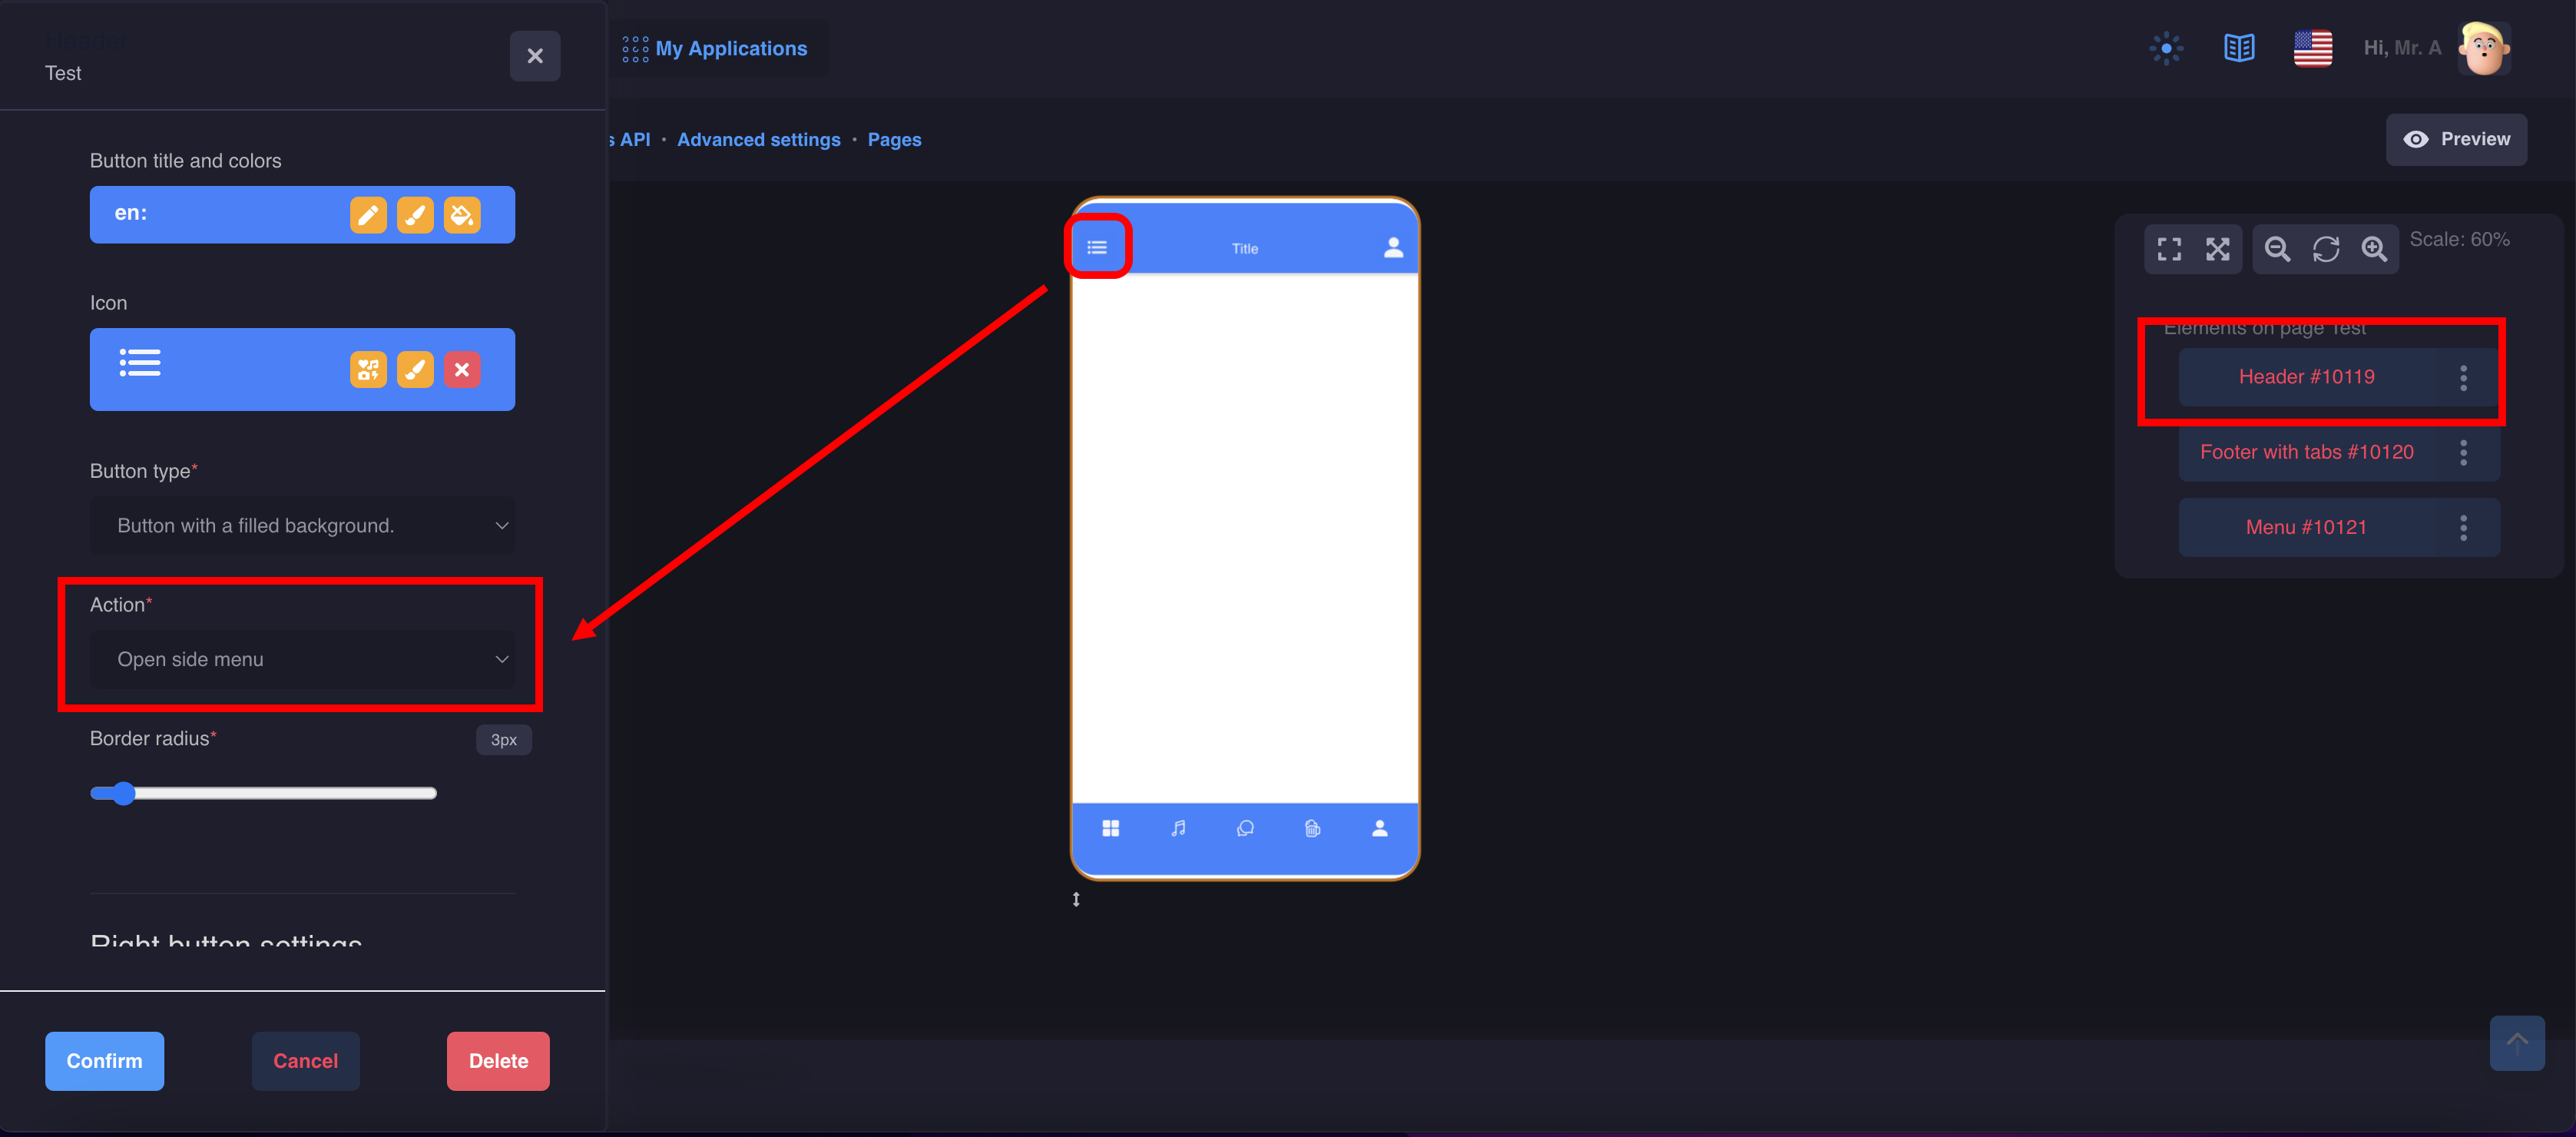 Header
Test
My Applications
Hi, Mr. A
s API • Advanced settings • Pages
Preview
Button title and colors
en:
Icon
Button type*
Button with a filled background.
Action*
Open side menu
Border radius*
3px
Right button settings
Confirm
Cancel
Delete
Title
Scale: 60%
Elements on page Test
Header #10119
Footer with tabs #10120
Menu #10121